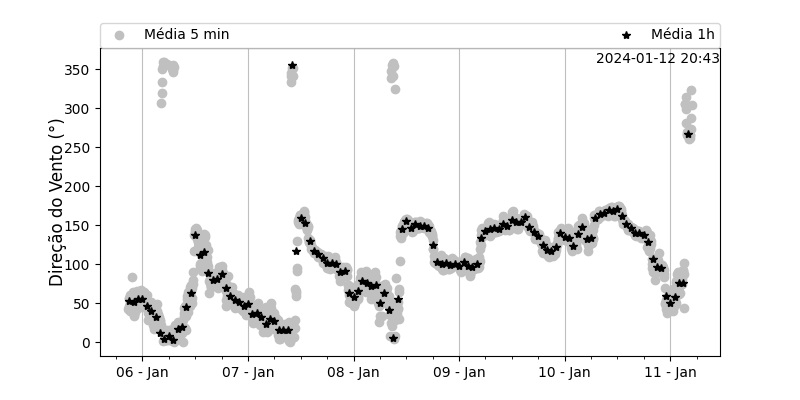 Média 5 min
Média 1h
2024-01-12 20:43
Direção do Vento (°)
350
300
250
200
150
100
50
0
06 - Jan
07 - Jan
08 - Jan
09 - Jan
10 - Jan
11 - Jan